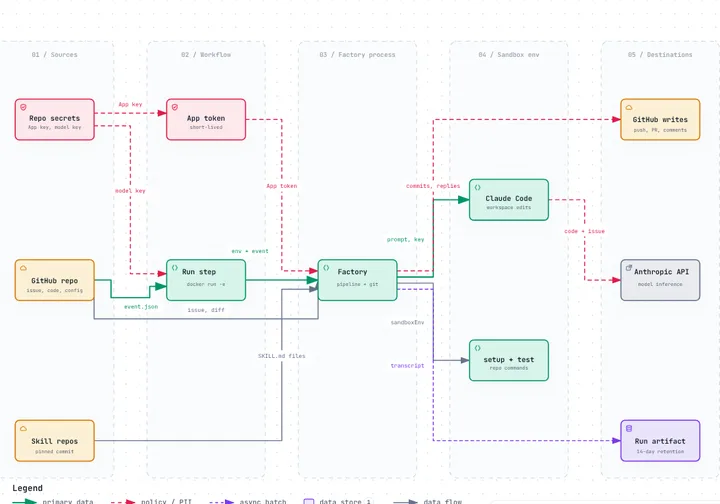 01 / Sources
02 / Workflow
03 / Factory process
04 / Sandbox env
05 / Destinations
Repo secrets
App key, model key
App key
App token
short-lived
GitHub writes
push, PR, comments
model key
App token
commits, replies
Claude Code
workspace edits
code + issue
prompt, key
env + event
GitHub repo
issue, code, config
Run step
docker run -e
Factory
pipeline + git
Anthropic API
model inference
event.json
issue, diff
sandboxEnv
SKILL.md files
setup + test
repo commands
transcript
Skill repos
pinned commit
Run artifact
14-day retention
Legend
primary data
policy / PII
async batch
data store
data flow